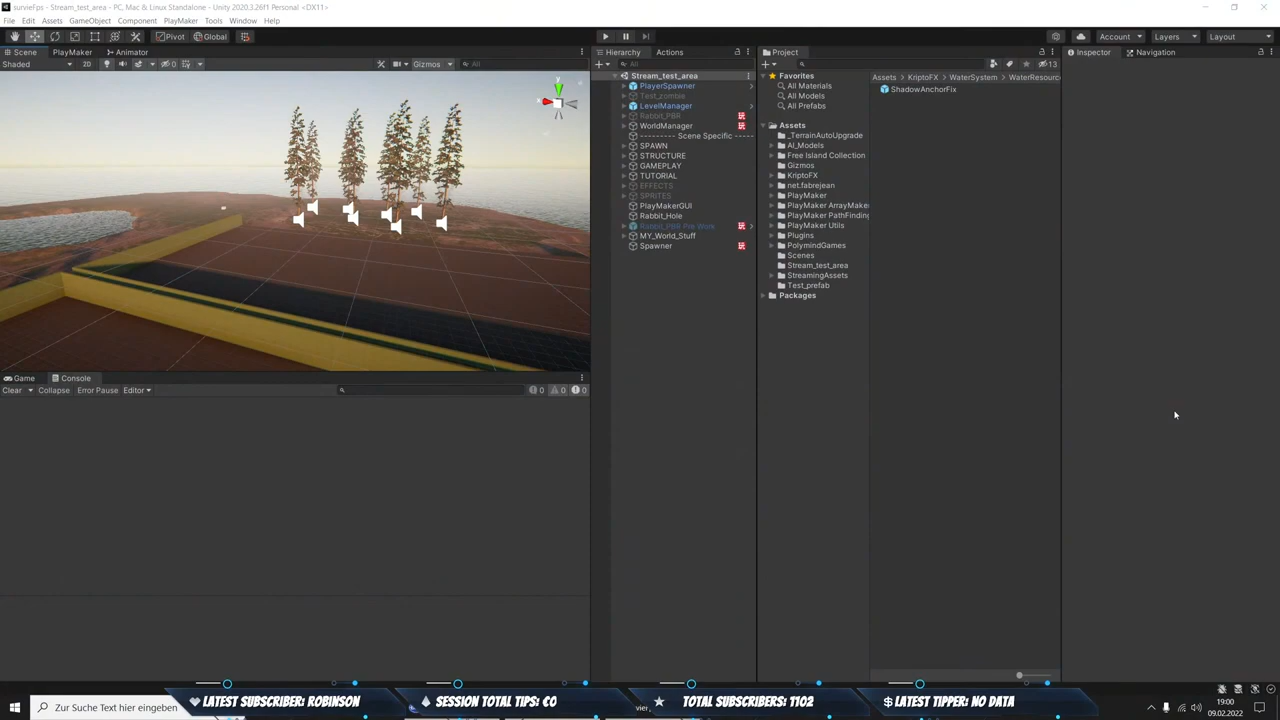 survieFps - Stream_test_area - PC, Mac & Linux Standalone - Unity 2020.3.26f1 Personal <DX11>
File Edit Assets GameObject Component PlayMaker Tools Window Help
Pivot Global
Account Layers Layout
Scene PlayMaker Animator
Shaded 2D 0 Gizmos All
Game Console
Clear Collapse Error Pause Editor 0 0 0
Hierarchy Actions
All
Stream_test_area
PlayerSpawner
Test_zombie
LevelManager
Rabbit_PBR
WorldManager
--------- Scene Specific -----
SPAWN
STRUCTURE
GAMEPLAY
TUTORIAL
EFFECTS
SPRITES
PlayMakerGUI
Rabbit_Hole
Rabbit_PBR Pre Work
MY_World_Stuff
Spawner
Project
13
Favorites
All Materials
All Models
All Prefabs
Assets
_TerrainAutoUpgrade
AI_Models
Free Island Collection
Gizmos
KriptoFX
net.fabrejean
PlayMaker
PlayMaker ArrayMaker
PlayMaker PathFinding
PlayMaker Utils
Plugins
PolymindGames
Scenes
Stream_test_area
StreamingAssets
Test_prefab
Packages
Assets > KriptoFX > WaterSystem > WaterResourc
ShadowAnchorFix
Inspector Navigation
LATEST SUBSCRIBER: ROBINSON
SESSION TOTAL TIPS: C0
TOTAL SUBSCRIBERS: 1102
$ LATEST TIPPER: NO DATA
Zur Suche Text hier eingeben
19:00
09.02.2022